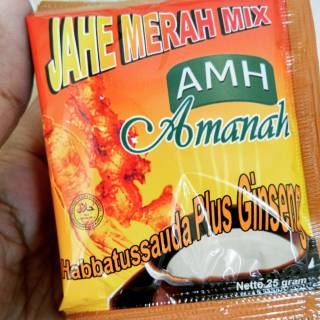 JAHE MERAH MIX
AMH
Amanah
Habbatussauda Plus Ginseng
Netto 25 gram